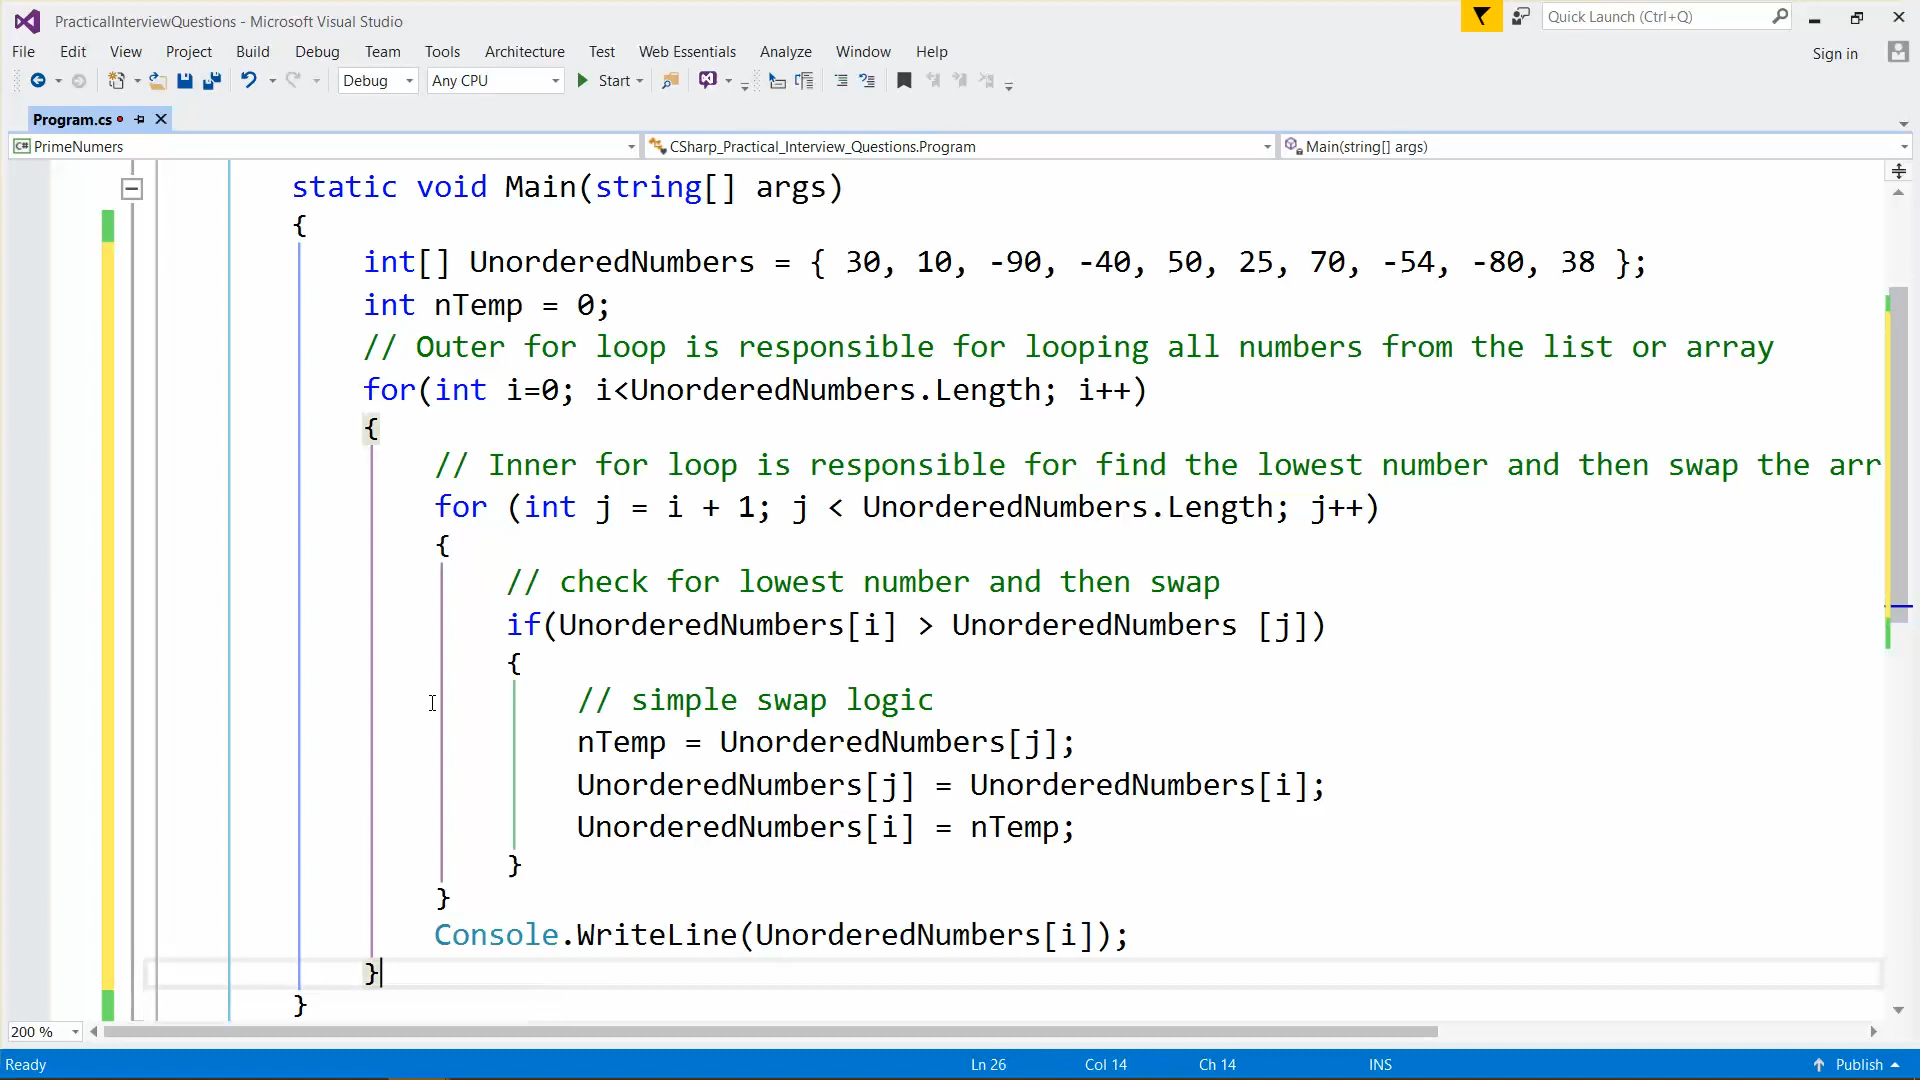 PracticalInterviewQuestions - Microsoft Visual Studio
Quick Launch (Ctrl+Q)
File Edit View Project Build Debug Team Tools Architecture Test Web Essentials Analyze Window Help
Sign in
Debug Any CPU Start
Program.cs
C# PrimeNumers CSharp_Practical_Interview_Questions.Program Main(string[] args)
static void Main(string[] args)
{
int[] UnorderedNumbers = { 30, 10, -90, -40, 50, 25, 70, -54, -80, 38 };
int nTemp = 0;
// Outer for loop is responsible for looping all numbers from the list or array
for(int i=0; i<UnorderedNumbers.Length; i++)
{
// Inner for loop is responsible for find the lowest number and then swap the arr
for (int j = i + 1; j < UnorderedNumbers.Length; j++)
{
// check for lowest number and then swap
if(UnorderedNumbers[i] > UnorderedNumbers [j])
{
// simple swap logic
nTemp = UnorderedNumbers[j];
UnorderedNumbers[j] = UnorderedNumbers[i];
UnorderedNumbers[i] = nTemp;
}
}
Console.WriteLine(UnorderedNumbers[i]);
}
}
200 %
Ready Ln 26 Col 14 Ch 14 INS Publish